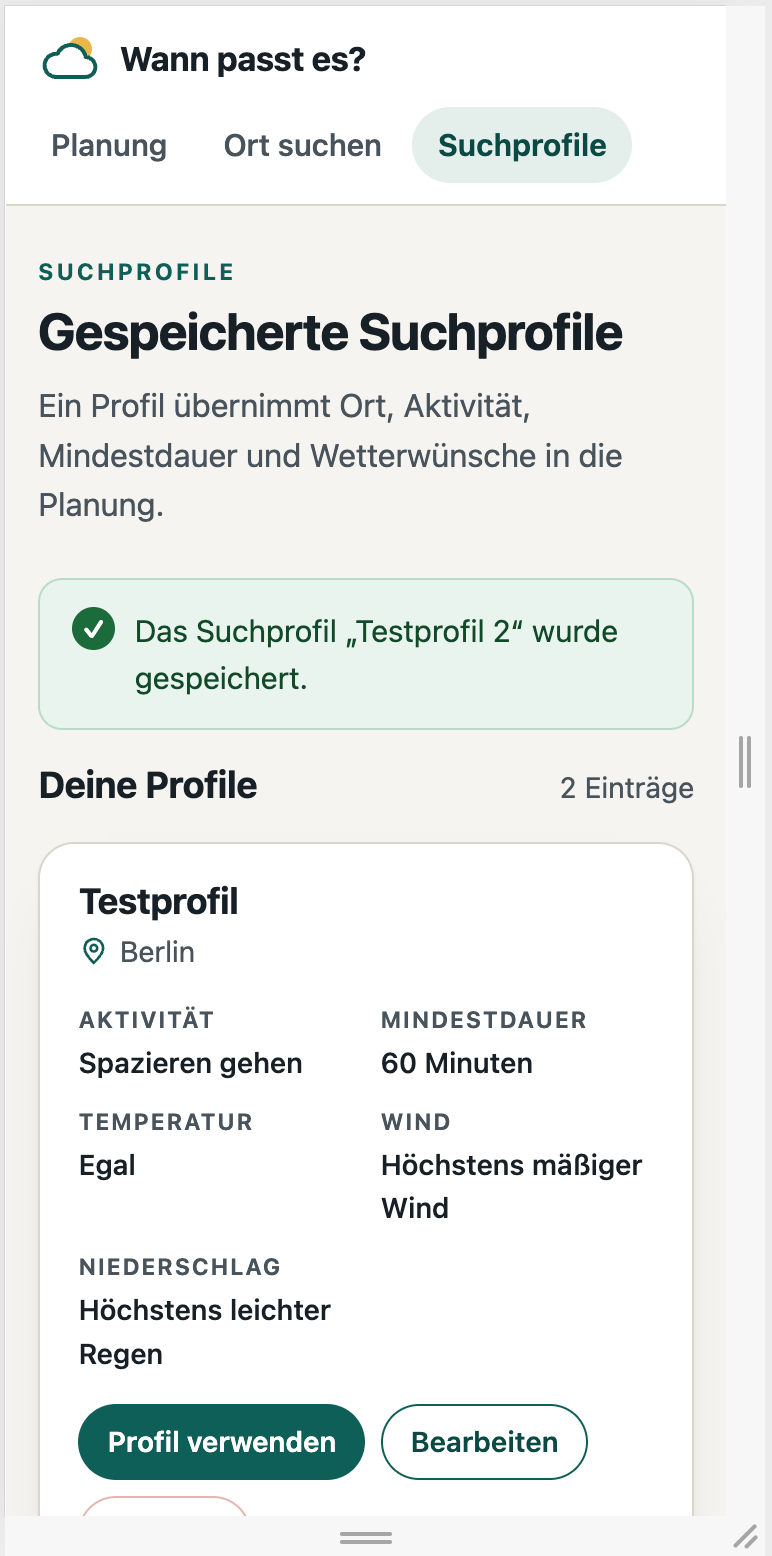 Wann passt es?
Planung Ort suchen Suchprofile
SUCHPROFILE
Gespeicherte Suchprofile
Ein Profil übernimmt Ort, Aktivität,
Mindestdauer und Wetterwünsche in die
Planung.
Das Suchprofil „Testprofil 2“ wurde
gespeichert.
Deine Profile 2 Einträge
Testprofil
Berlin
AKTIVITÄT MINDESTDAUER
Spazieren gehen 60 Minuten
TEMPERATUR WIND
Egal Höchstens mäßiger
Wind
NIEDERSCHLAG
Höchstens leichter
Regen
Profil verwenden Bearbeiten